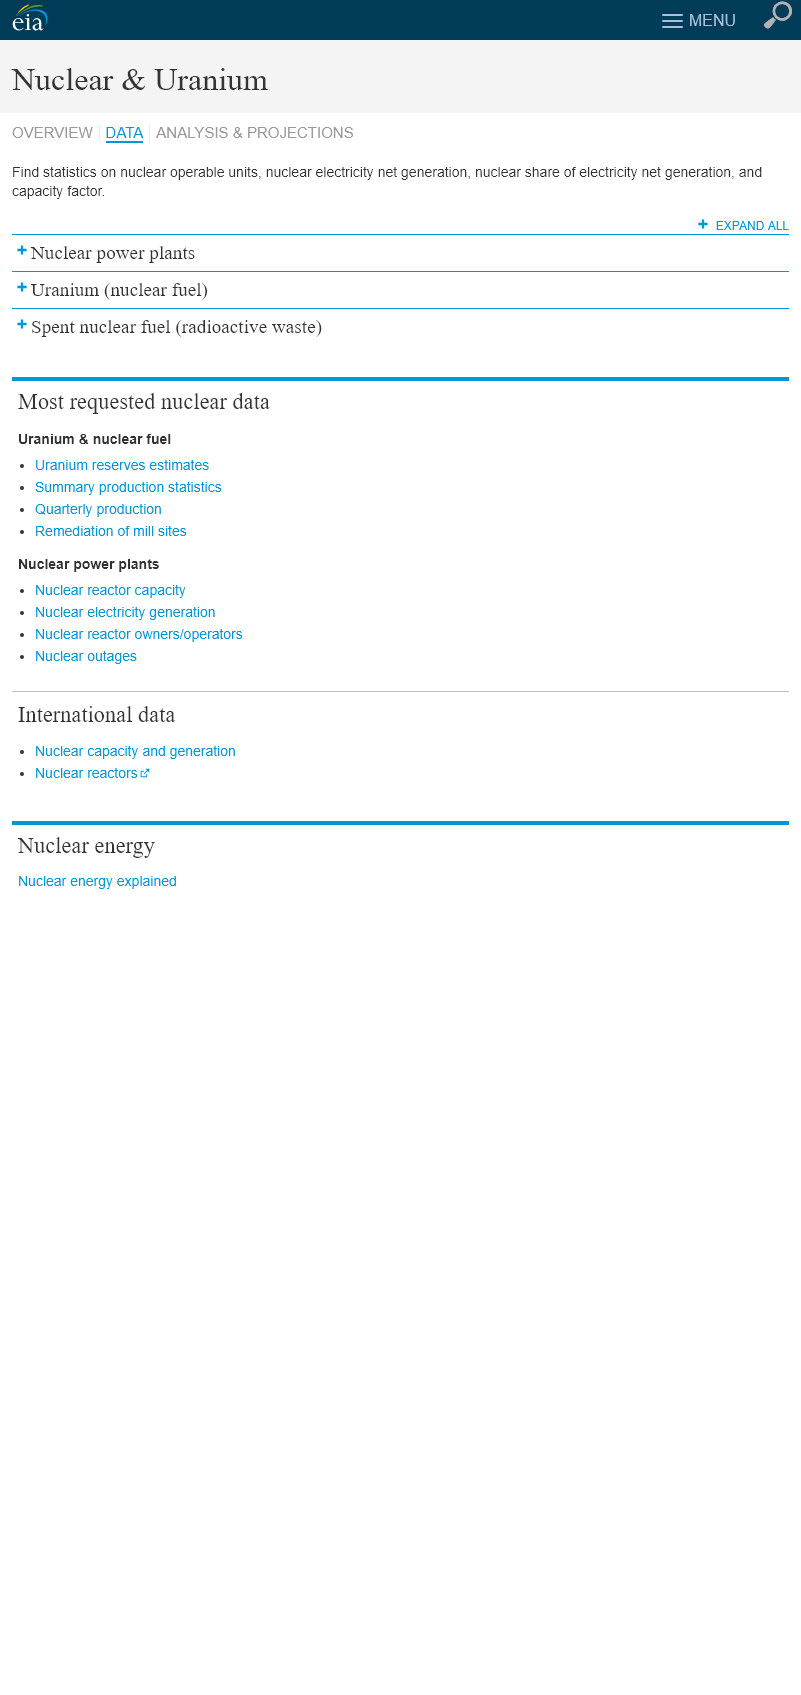 eia
MENU
Nuclear & Uranium
OVERVIEW DATA ANALYSIS & PROJECTIONS
Find statistics on nuclear operable units, nuclear electricity net generation, nuclear share of electricity net generation, and
capacity factor.
+ EXPAND ALL
+ Nuclear power plants
+ Uranium (nuclear fuel)
+ Spent nuclear fuel (radioactive waste)
Most requested nuclear data
Uranium & nuclear fuel
• Uranium reserves estimates
• Summary production statistics
• Quarterly production
• Remediation of mill sites
Nuclear power plants
• Nuclear reactor capacity
• Nuclear electricity generation
• Nuclear reactor owners/operators
• Nuclear outages
International data
• Nuclear capacity and generation
• Nuclear reactors
Nuclear energy
Nuclear energy explained